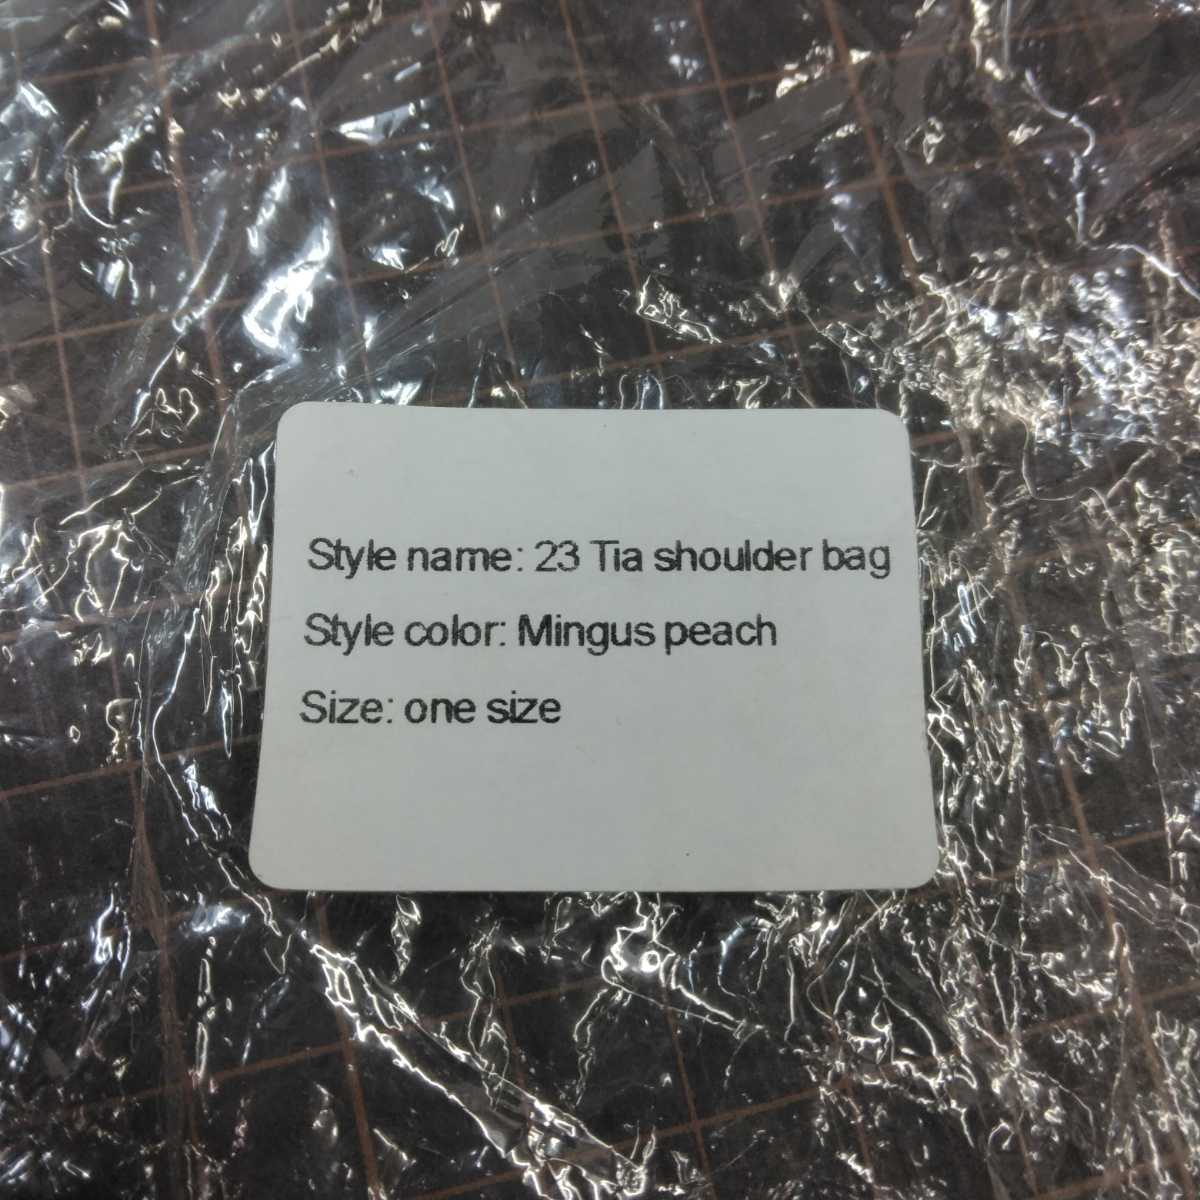 Style name: 23 Tia shoulder bag
Style color: Mingus peach
Size: one size